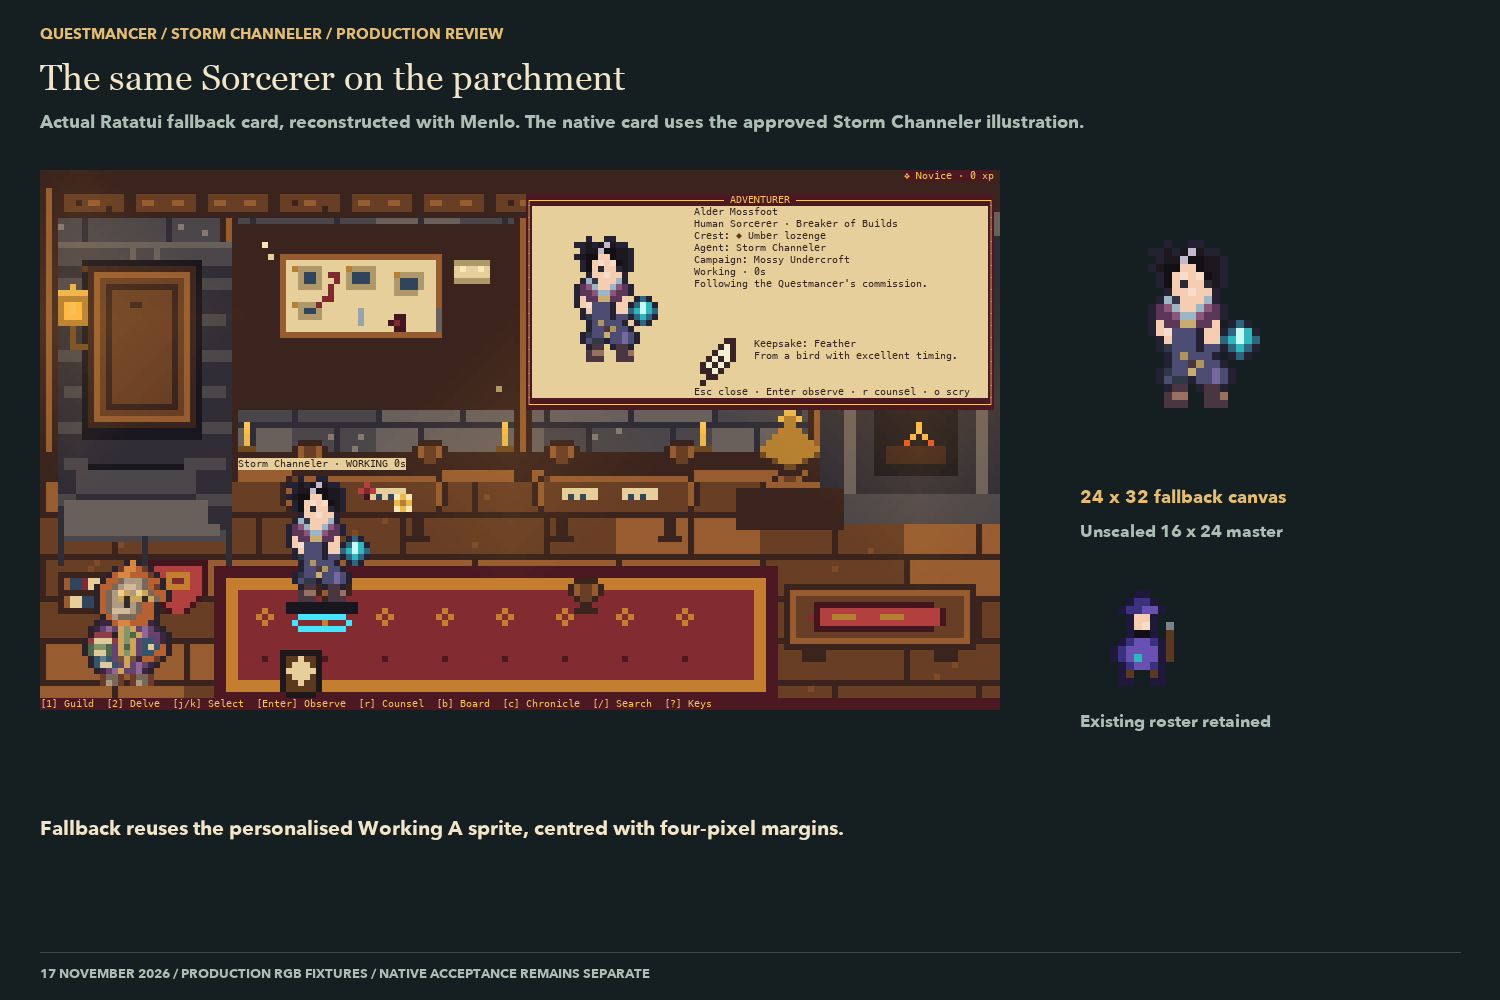 QUESTMANCER / STORM CHANNELER / PRODUCTION REVIEW
The same Sorcerer on the parchment
Actual Ratatui fallback card, reconstructed with Menlo. The native card uses the approved Storm Channeler illustration.
❖ Novice · 0 xp
ADVENTURER
Alder Mossfoot
Human Sorcerer · Breaker of Builds
Crest: ◆ Umber lozenge
Agent: Storm Channeler
Campaign: Mossy Undercroft
Working · 0s
Following the Questmancer's commission.
Keepsake: Feather
From a bird with excellent timing.
Esc close · Enter observe · r counsel · o scry
Storm Channeler · WORKING 0s
[1] Guild [2] Delve [j/k] Select [Enter] Observe [r] Counsel [b] Board [c] Chronicle [/] Search [?] Keys
24 x 32 fallback canvas
Unscaled 16 x 24 master
Existing roster retained
Fallback reuses the personalised Working A sprite, centred with four-pixel margins.
17 NOVEMBER 2026 / PRODUCTION RGB FIXTURES / NATIVE ACCEPTANCE REMAINS SEPARATE